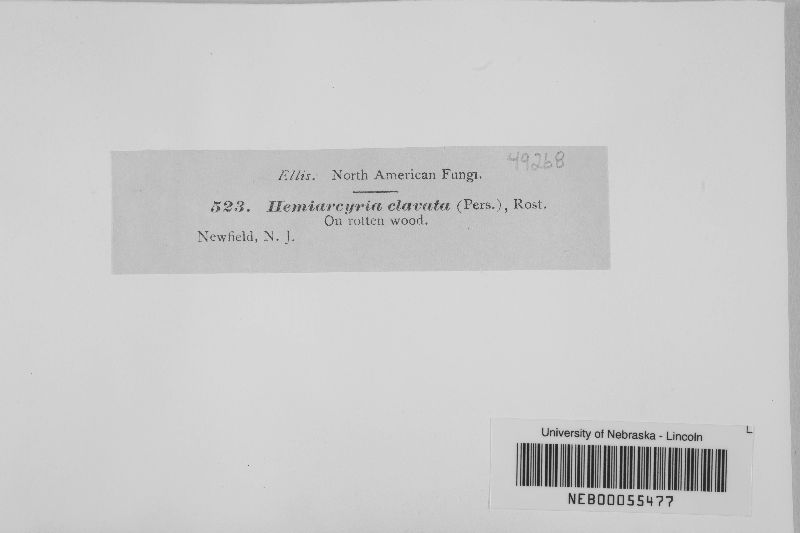 49268
Ellis. North American Fungi.
523. Hemiarcyria clavata (Pers.), Rost.
On rotten wood.
Newfield, N. J.
University of Nebraska - Lincoln
L
NEB00055477